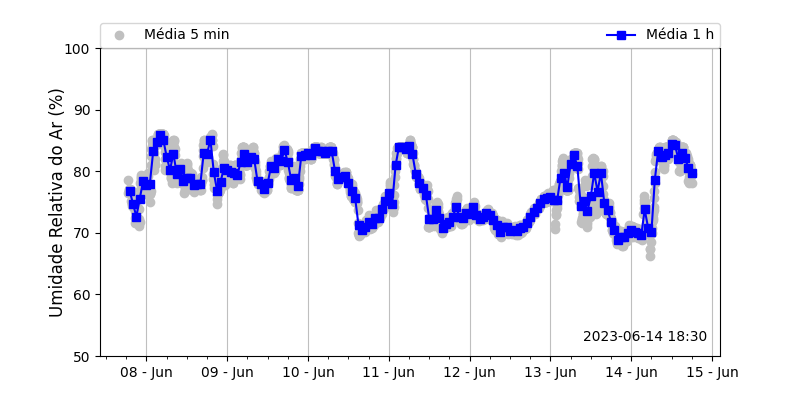 Média 5 min
Média 1 h
Umidade Relativa do Ar (%)
100
90
80
70
60
50
2023-06-14 18:30
08 - Jun
09 - Jun
10 - Jun
11 - Jun
12 - Jun
13 - Jun
14 - Jun
15 - Jun